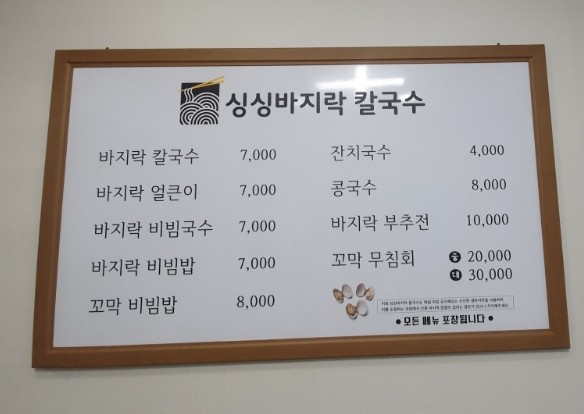 싱싱바지락 칼국수
바지락 칼국수 7,000
바지락 얼큰이 7,000
바지락 비빔국수 7,000
바지락 비빔밥 7,000
꼬막 비빔밥 8,000
잔치국수 4,000
콩국수 8,000
바지락 부추전 10,000
꼬막 무침회 중 20,000
대 30,000
• 모든 메뉴 포장됩니다 •